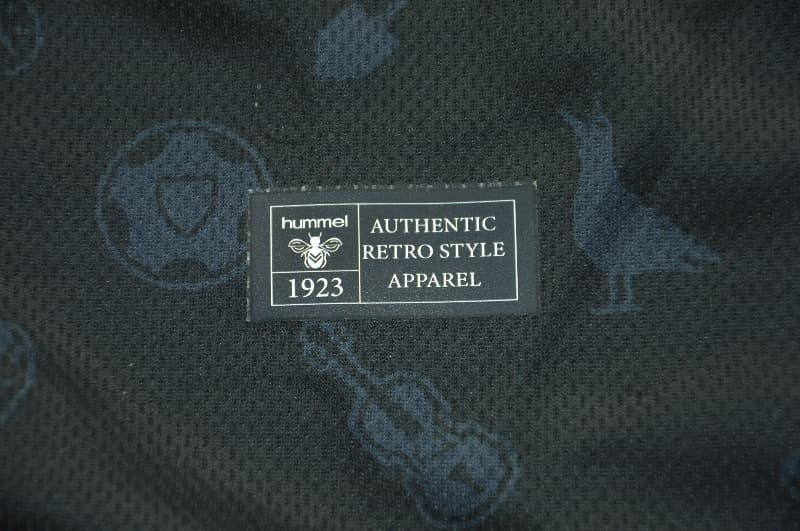 hummel
1923
AUTHENTIC
RETRO STYLE
APPAREL